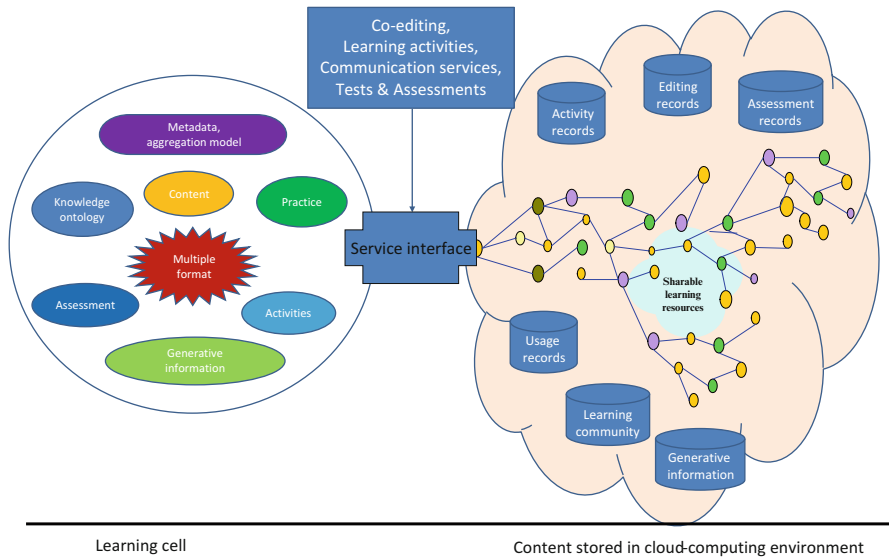 Co-editing,
Learning activities,
Communication services,
Tests & Assessments
Metadata,
aggregation model
Knowledge
ontology
Content
Practice
Multiple
format
Assessment
Activities
Generative
information
Service interface
Activity
records
Editing
records
Assessment
records
Sharable
learning
resources
Usage
records
Learning
community
Generative
information
Learning cell
Content stored in cloud-computing environment